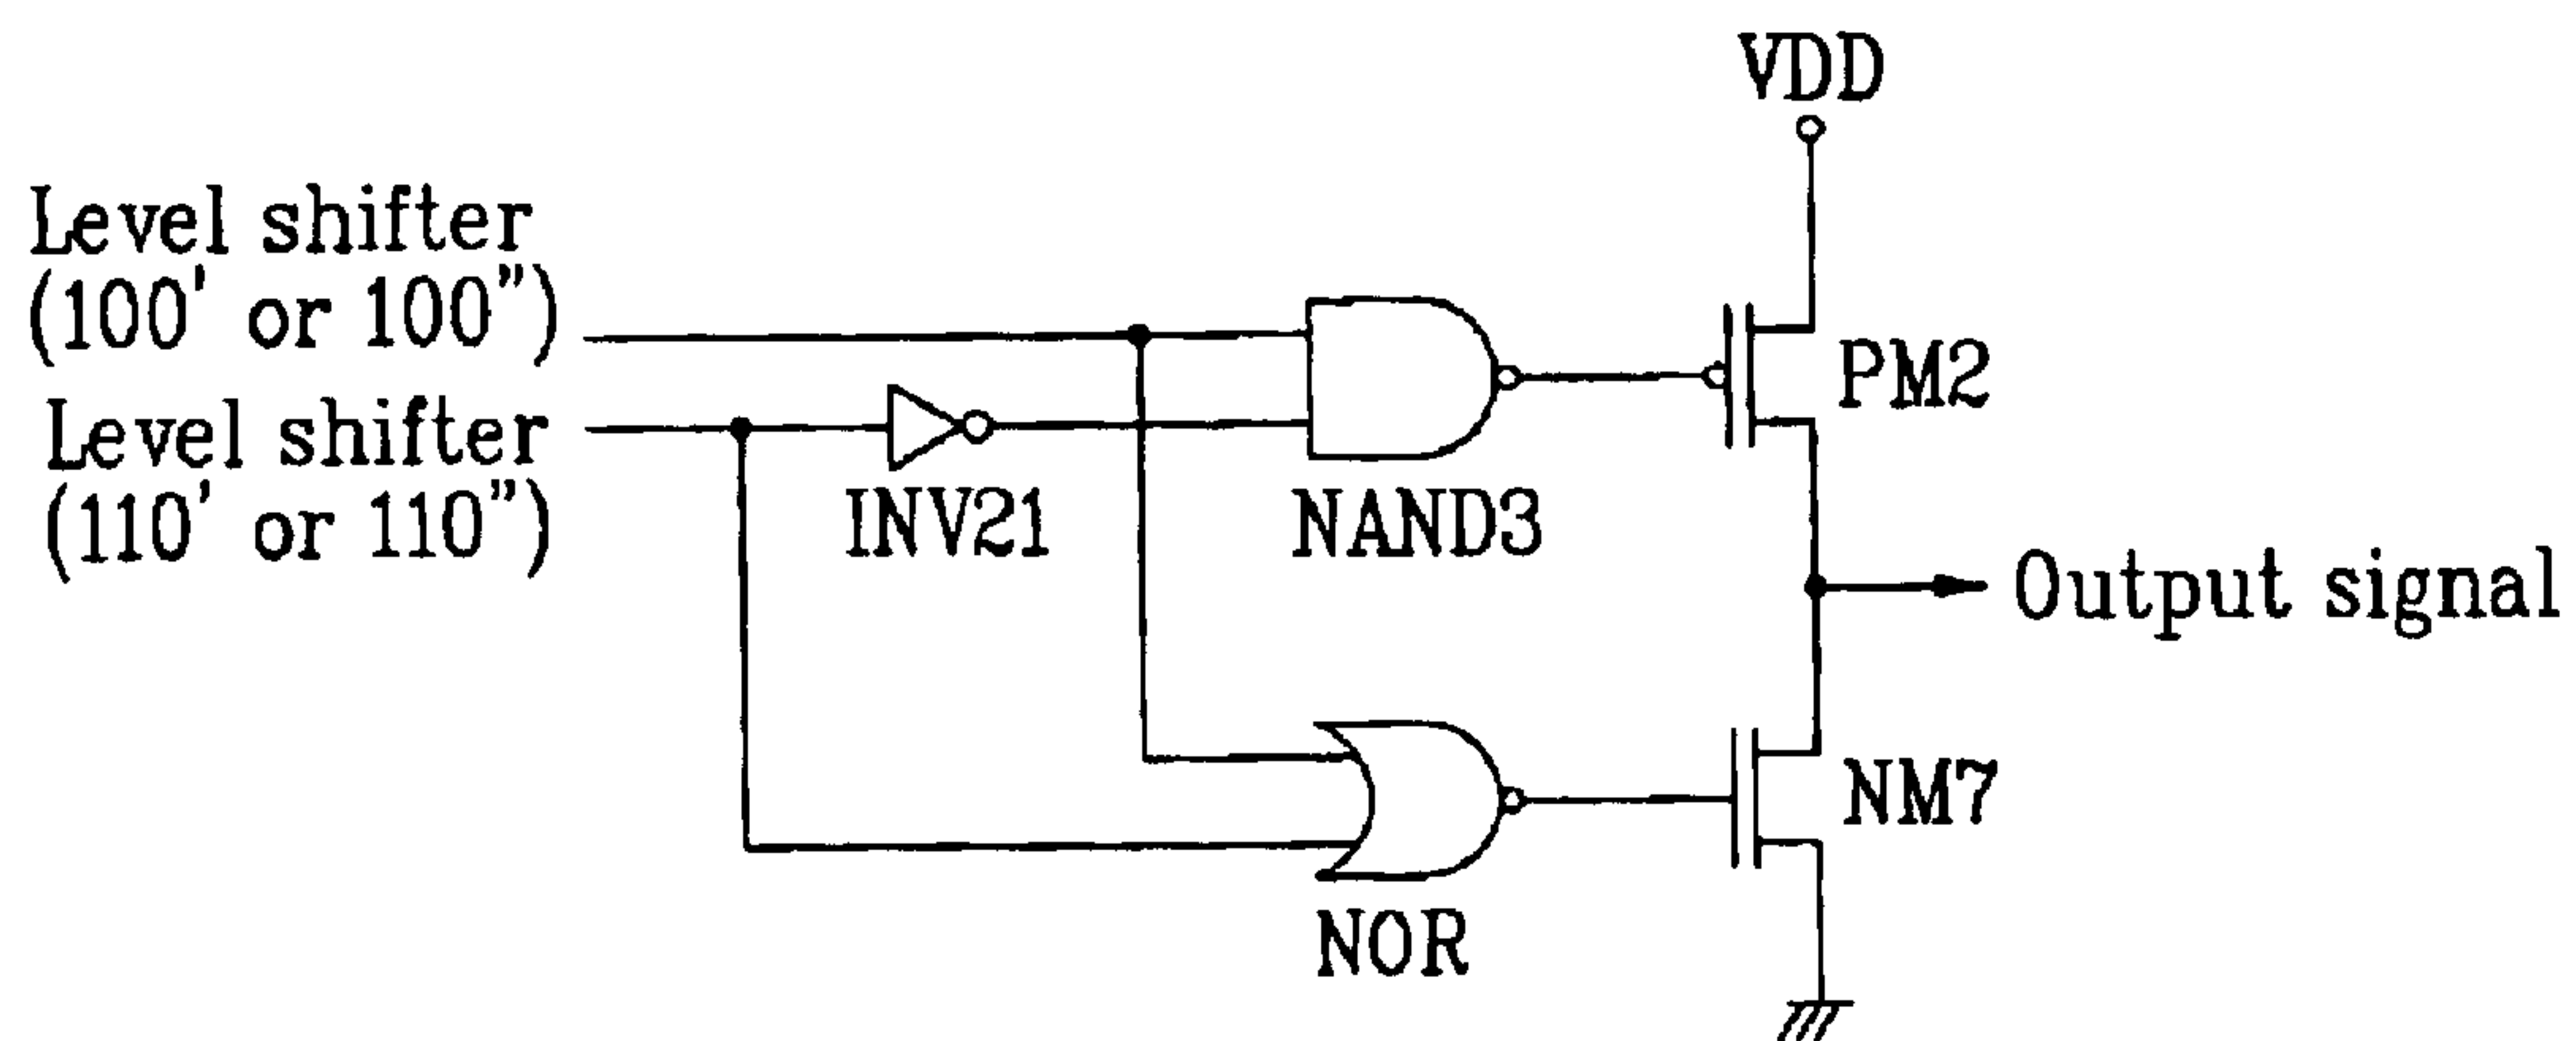 VDD
Level shifter
(100' or 100")
PM2
Level shifter
(110' or 110")
INV21
NAND3
Output signal
NM7
NOR